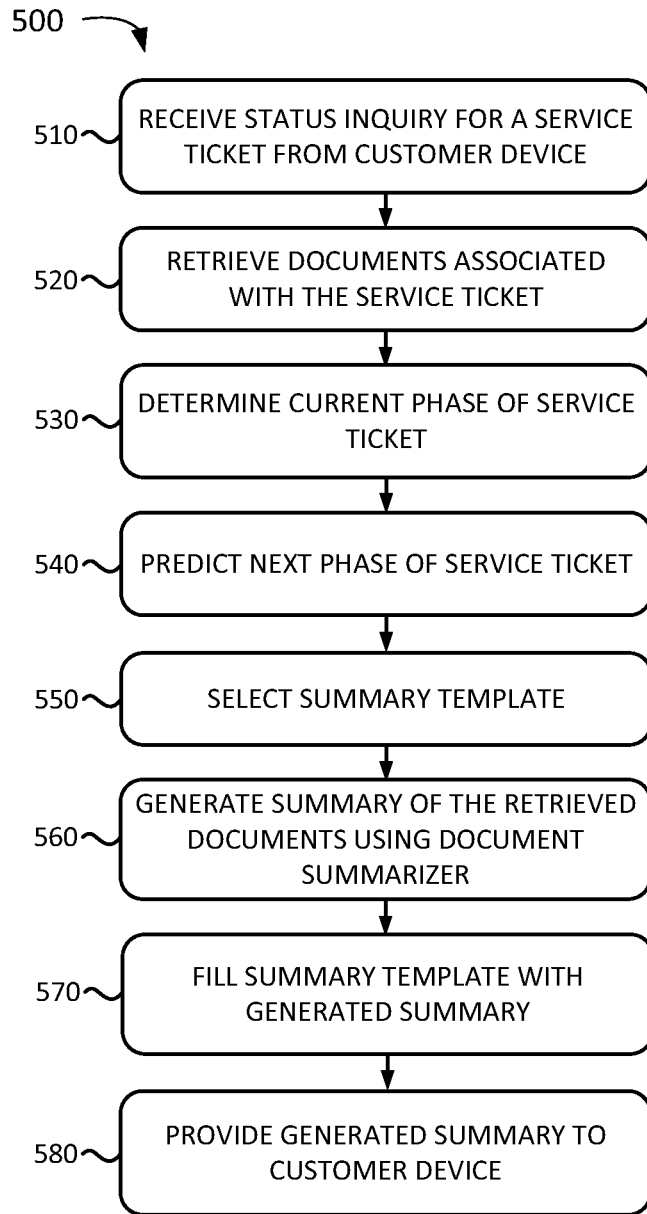 500
510
RECEIVE STATUS INQUIRY FOR A SERVICE
TICKET FROM CUSTOMER DEVICE
520
RETRIEVE DOCUMENTS ASSOCIATED
WITH THE SERVICE TICKET
530
DETERMINE CURRENT PHASE OF SERVICE
TICKET
540
PREDICT NEXT PHASE OF SERVICE TICKET
550
SELECT SUMMARY TEMPLATE
560
GENERATE SUMMARY OF THE RETRIEVED
DOCUMENTS USING DOCUMENT
SUMMARIZER
570
FILL SUMMARY TEMPLATE WITH
GENERATED SUMMARY
580
PROVIDE GENERATED SUMMARY TO
CUSTOMER DEVICE